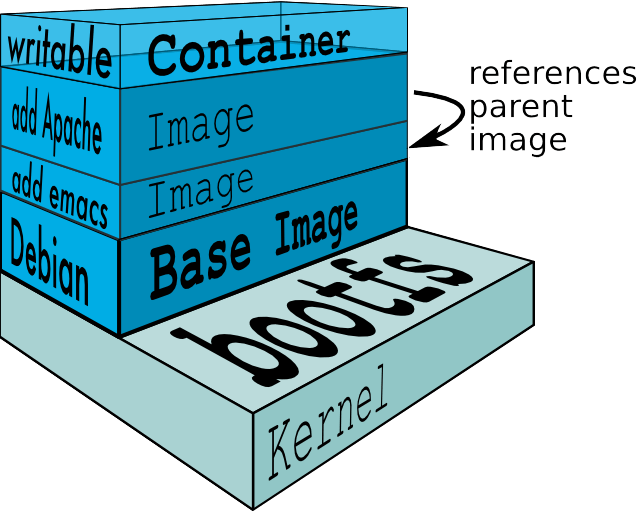 writable Container
add Apache Image
add emacs Image
Debian Base Image
bootfs
Kernel
references
parent
image